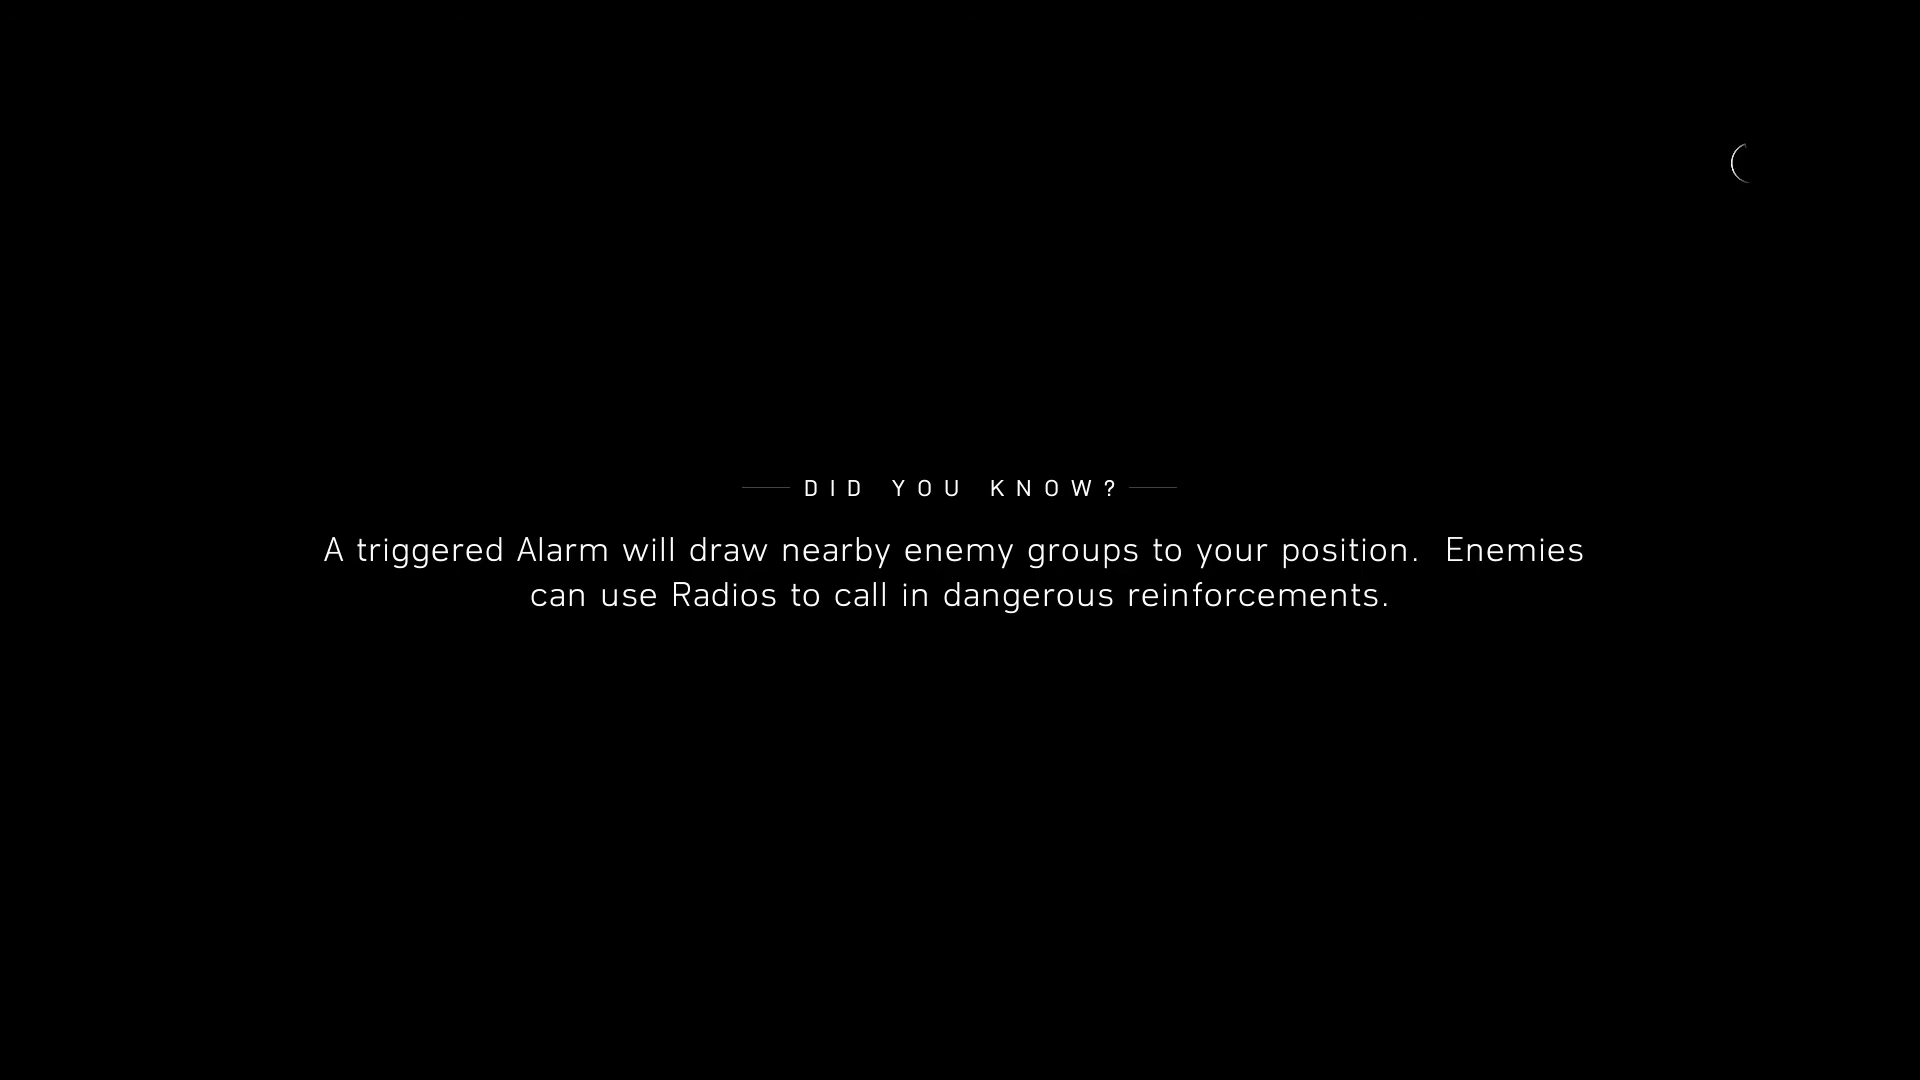 DID YOU KNOW?
A triggered Alarm will draw nearby enemy groups to your position.  Enemies
can use Radios to call in dangerous reinforcements.